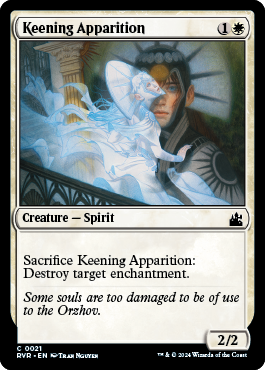 Keening Apparition 1
Creature — Spirit
Sacrifice Keening Apparition:
Destroy target enchantment.
Some souls are too damaged to be of use
to the Orzhov.
2/2
C 0021
RVR • EN Tran Nguyen
™ & © 2024 Wizards of the Coast